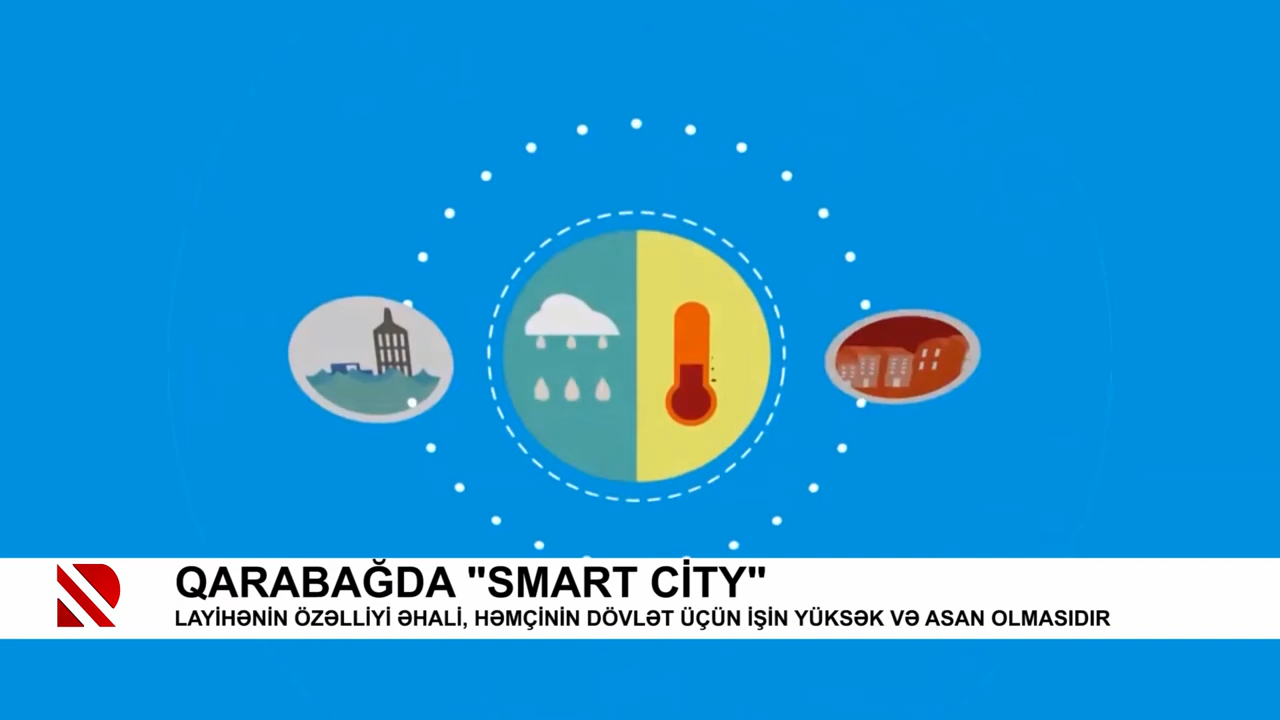 QARABAĞDA "SMART CİTY"
LAYİHƏNİN ÖZƏLLİYİ ƏHALİ, HƏMÇİNİN DÖVLƏT ÜÇÜN İŞİN YÜKSƏK VƏ ASAN OLMASIDIR